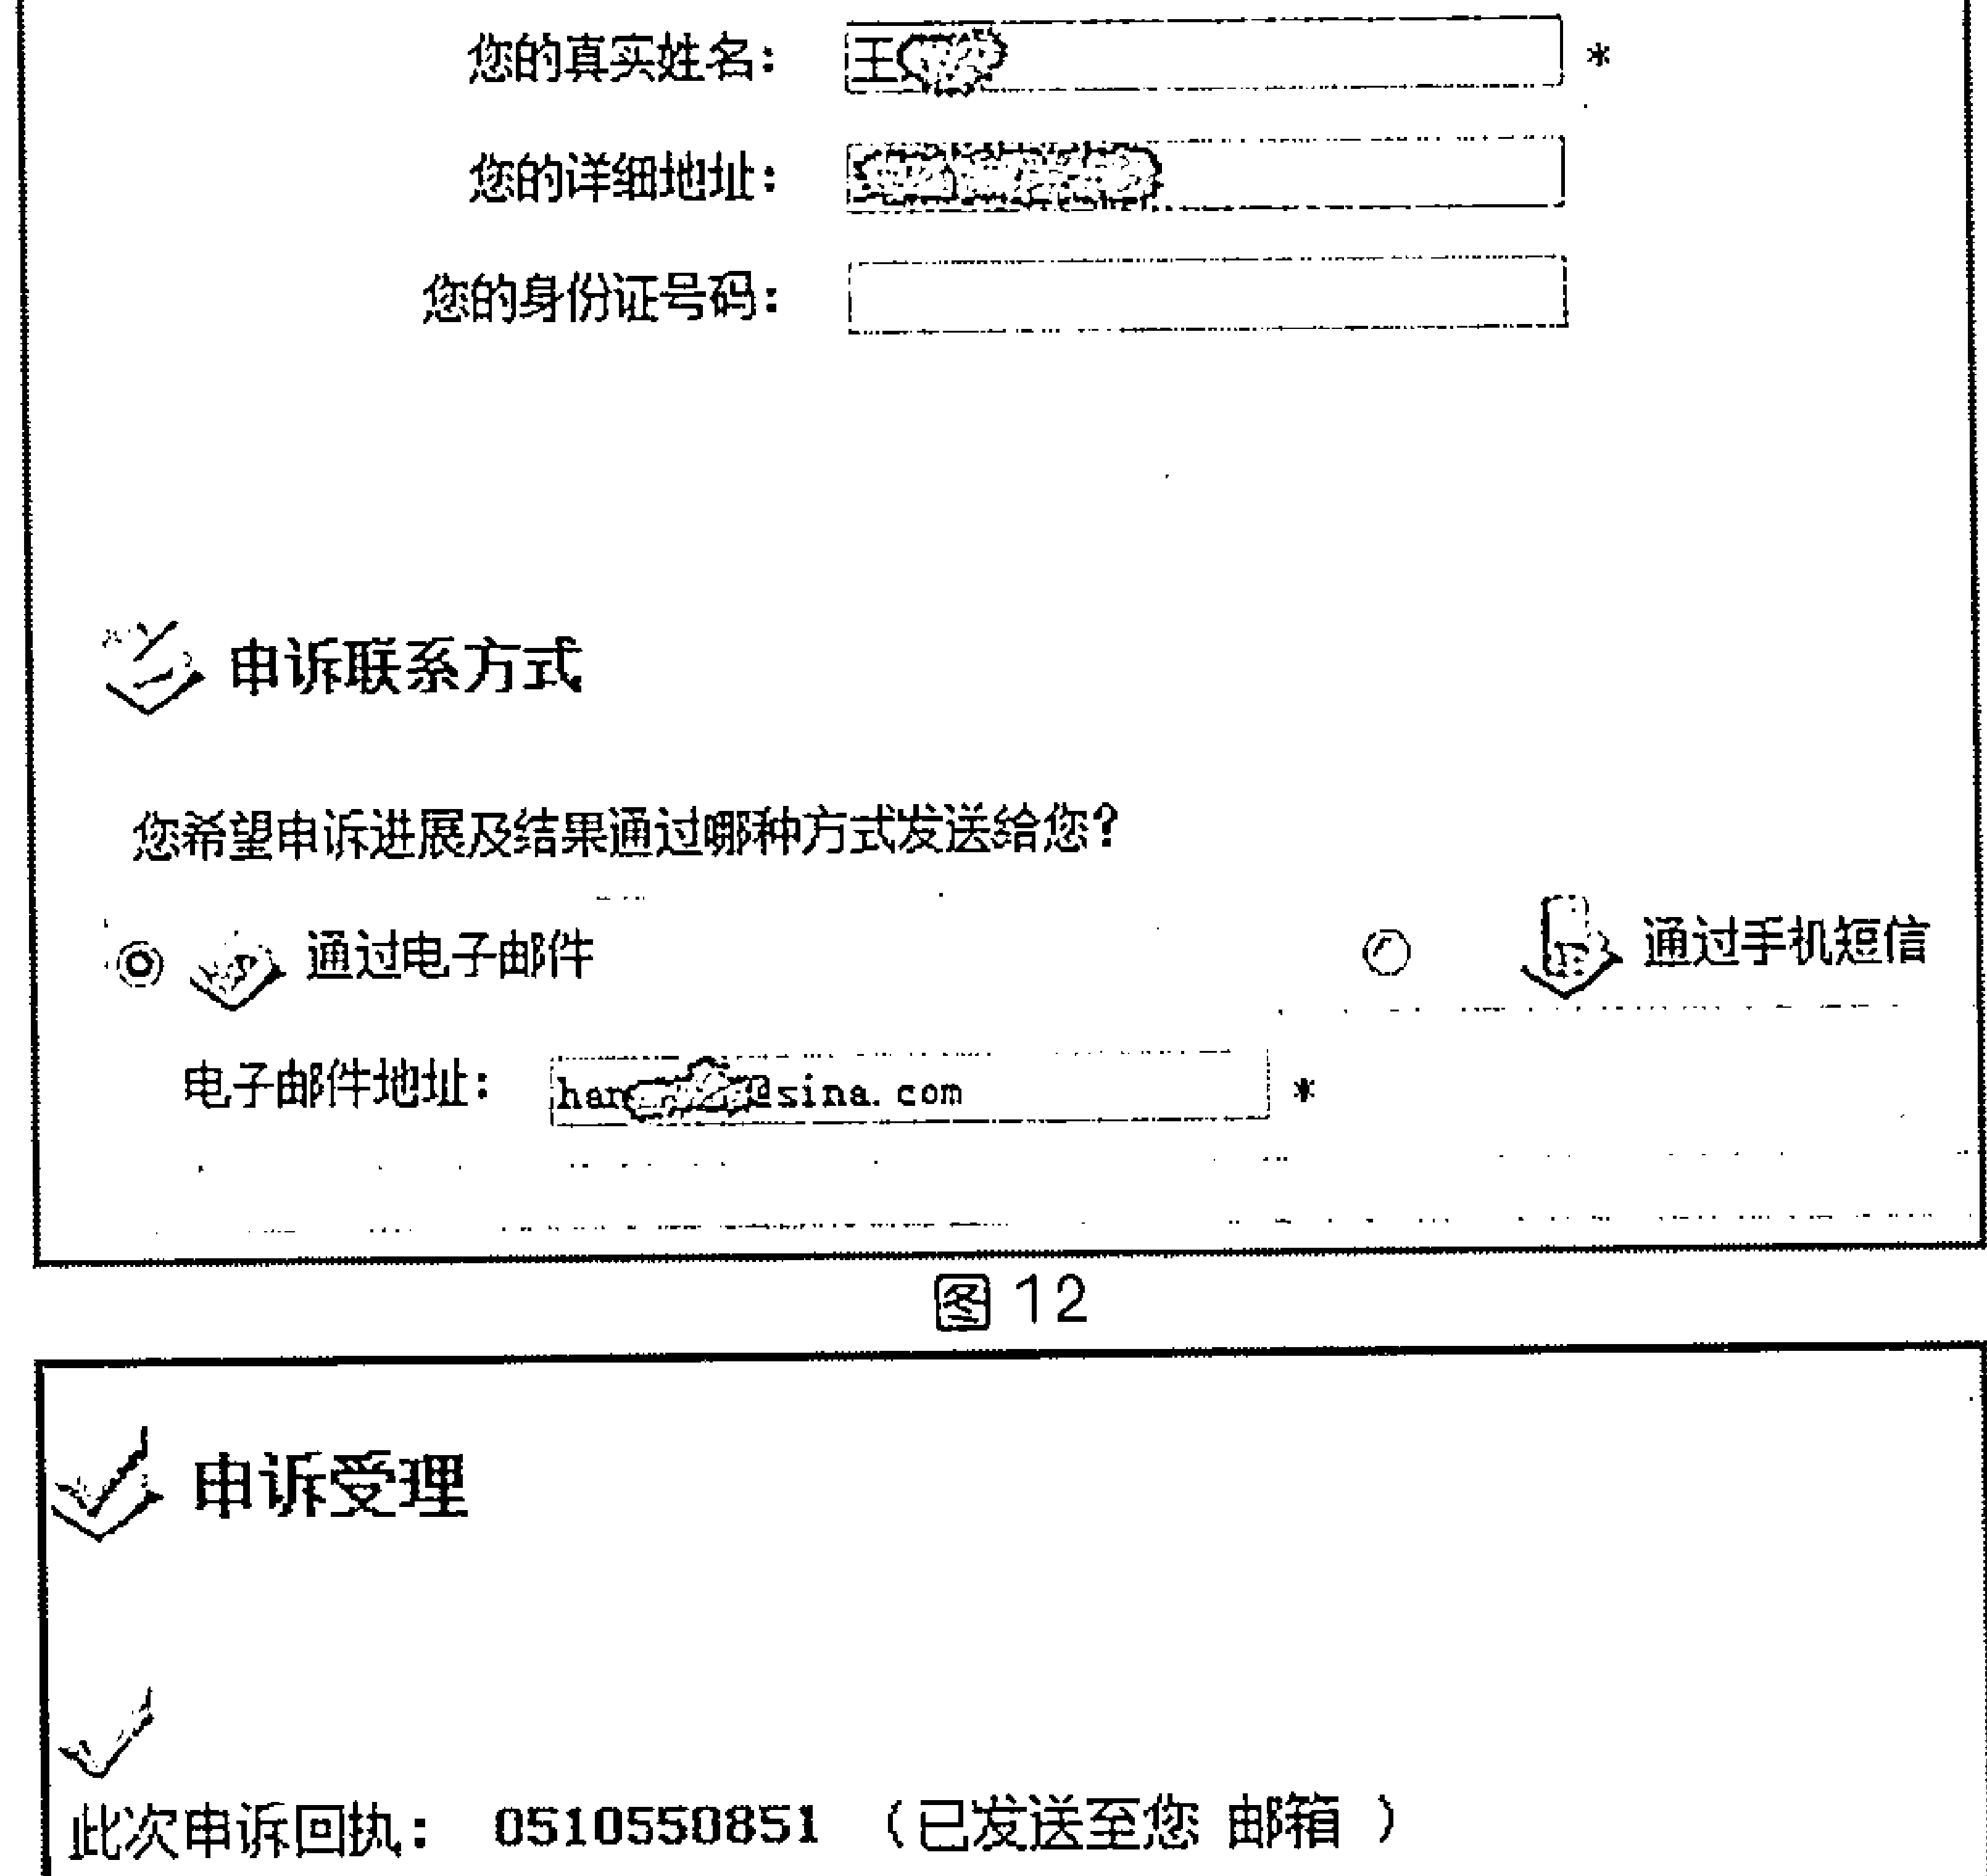 您的真实姓名： 王 *
您的详细地址：
您的身份证号码：
申诉联系方式
您希望申诉进展及结果通过哪种方式发送给您？
通过电子邮件 通过手机短信
电子邮件地址： @sina.com *
图 12
申诉受理
此次申诉回执： 0510550851 （已发送至您 邮箱 ）